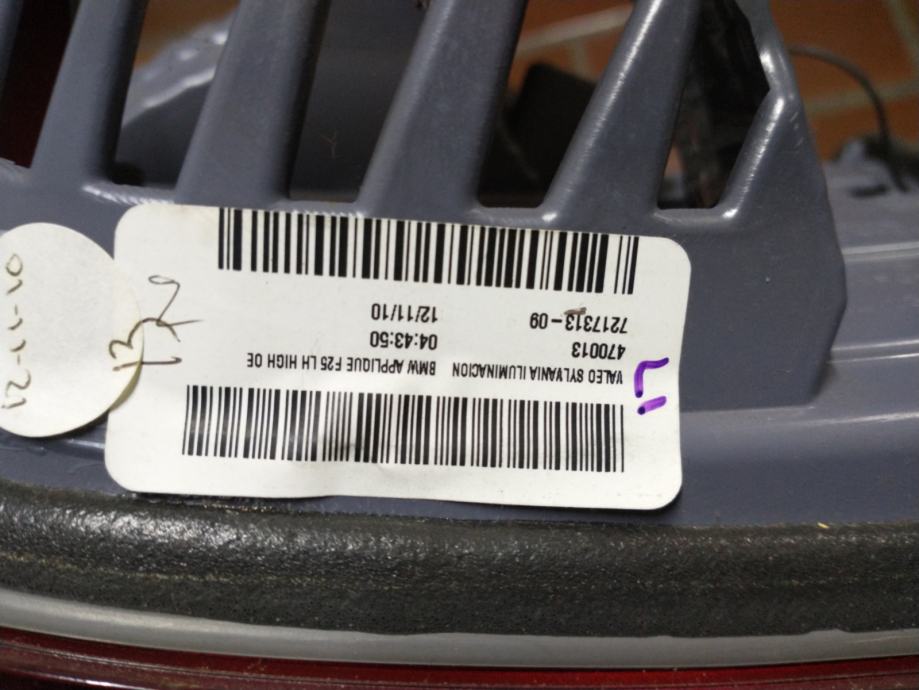 VALEO SYLVANIA ILUMINACION BMW APPLIQUE F25 LH HIGH OE
470013 04:43:50
7217313-09 12/11/10
Li
12-11-10